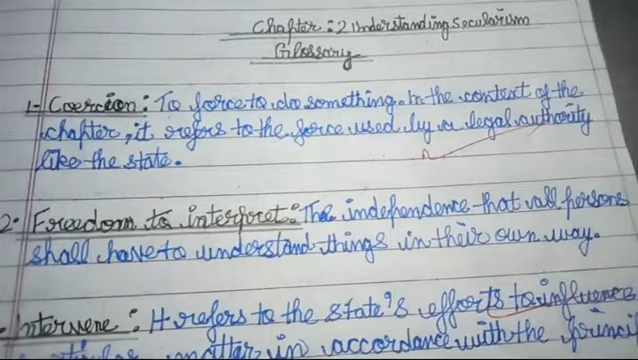 Chapter: 2 Understanding Secularism
Glossary
1- Coercion: To force to do something. In the context of the
chapter, it refers to the force used by a legal authority
like the state.
2. Freedom to interpret: The independence that all persons
shall have to understand things in their own way.
Intervene: It refers to the state's efforts to influence
matter in accordance with the